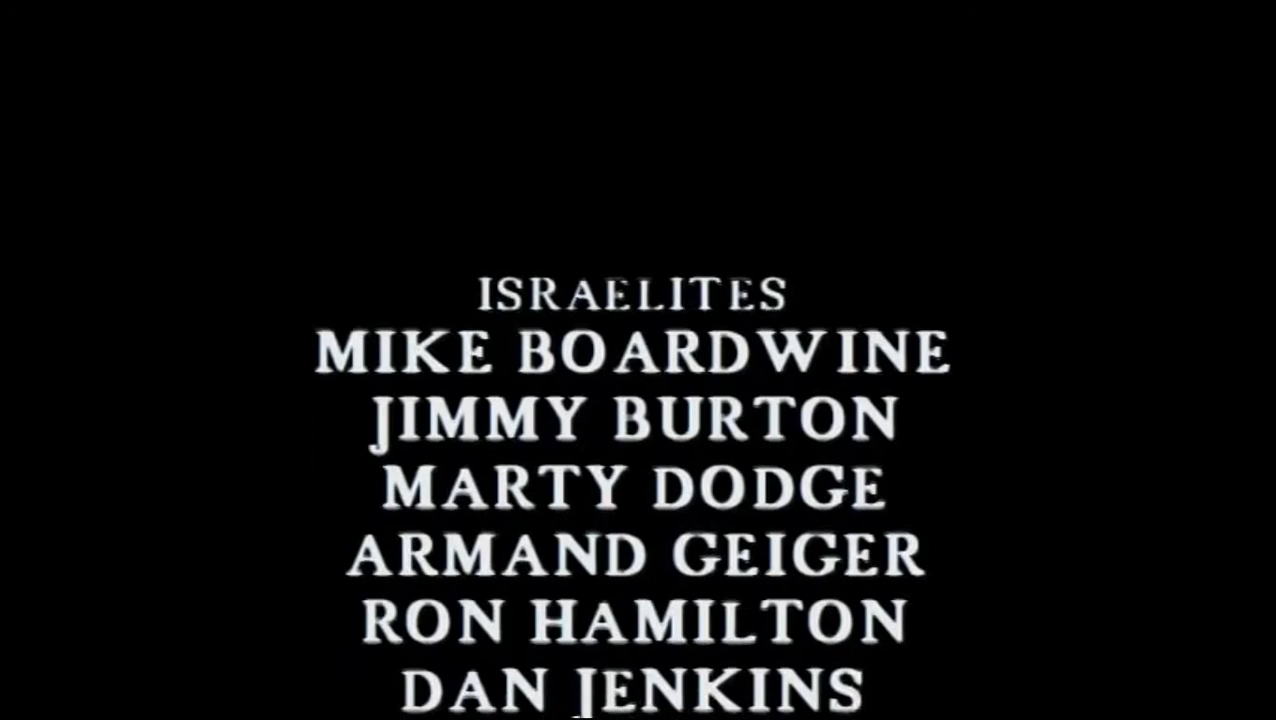 ISRAELITES
MIKE BOARDWINE
JIMMY BURTON
MARTY DODGE
ARMAND GEIGER
RON HAMILTON
DAN JENKINS